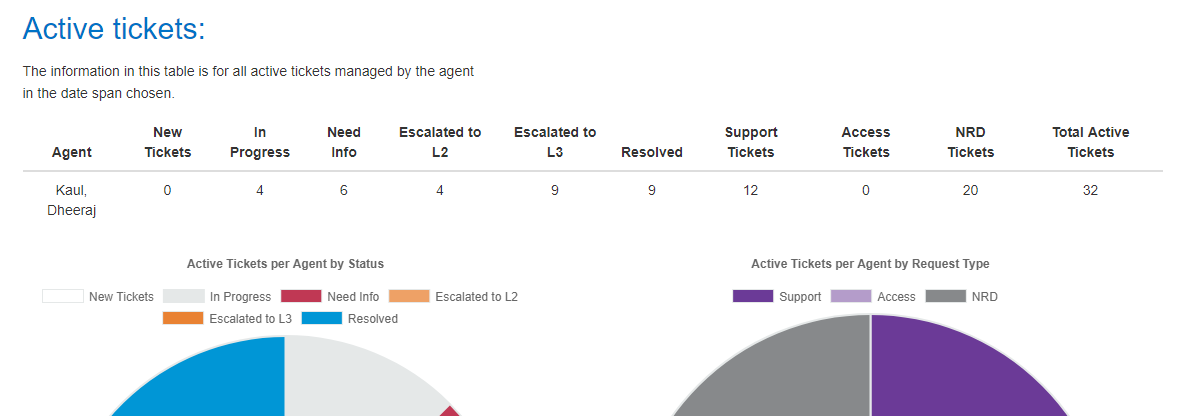 Active tickets:
The information in this table is for all active tickets managed by the agent
in the date span chosen.
Agent New Tickets In Progress Need Info Escalated to L2 Escalated to L3 Resolved Support Tickets Access Tickets NRD Tickets Total Active Tickets
Kaul, Dheeraj 0 4 6 4 9 9 12 0 20 32
Active Tickets per Agent by Status
New Tickets In Progress Need Info Escalated to L2
Escalated to L3 Resolved
Active Tickets per Agent by Request Type
Support Access NRD